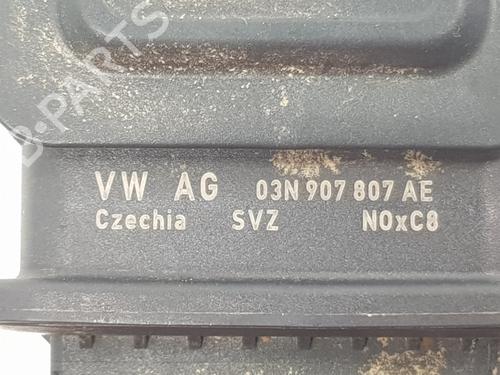 B-PARTS
VW AG 03N 907 807 AE
Czechia SVZ NOxC8